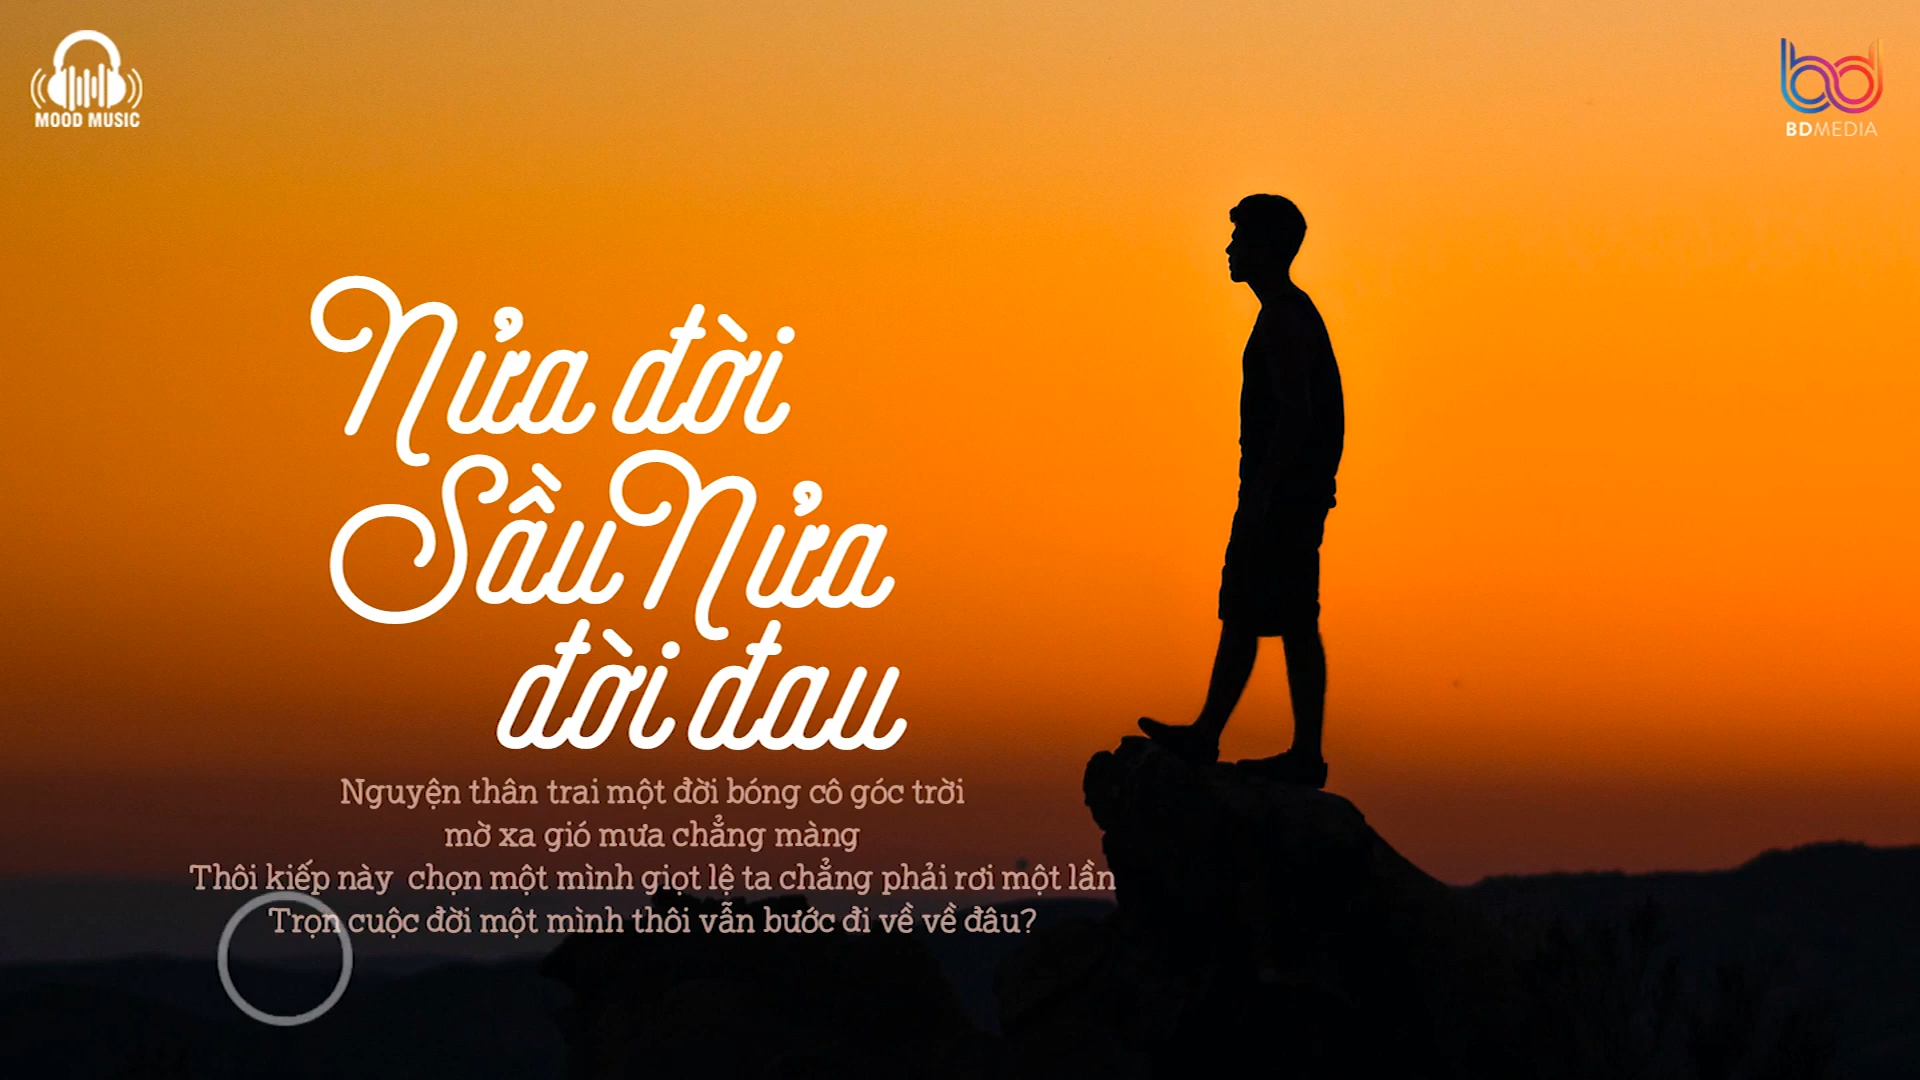 MOOD MUSIC
BDMEDIA
Nửa đời
Sầu Nửa
đời đau
Nguyện thân trai một đời bóng cô góc trời
mờ xa gió mưa chẳng màng
Thôi kiếp này chọn một mình giọt lệ ta chẳng phải rơi một lần
Trọn cuộc đời một mình thôi vẫn bước đi về về đâu?